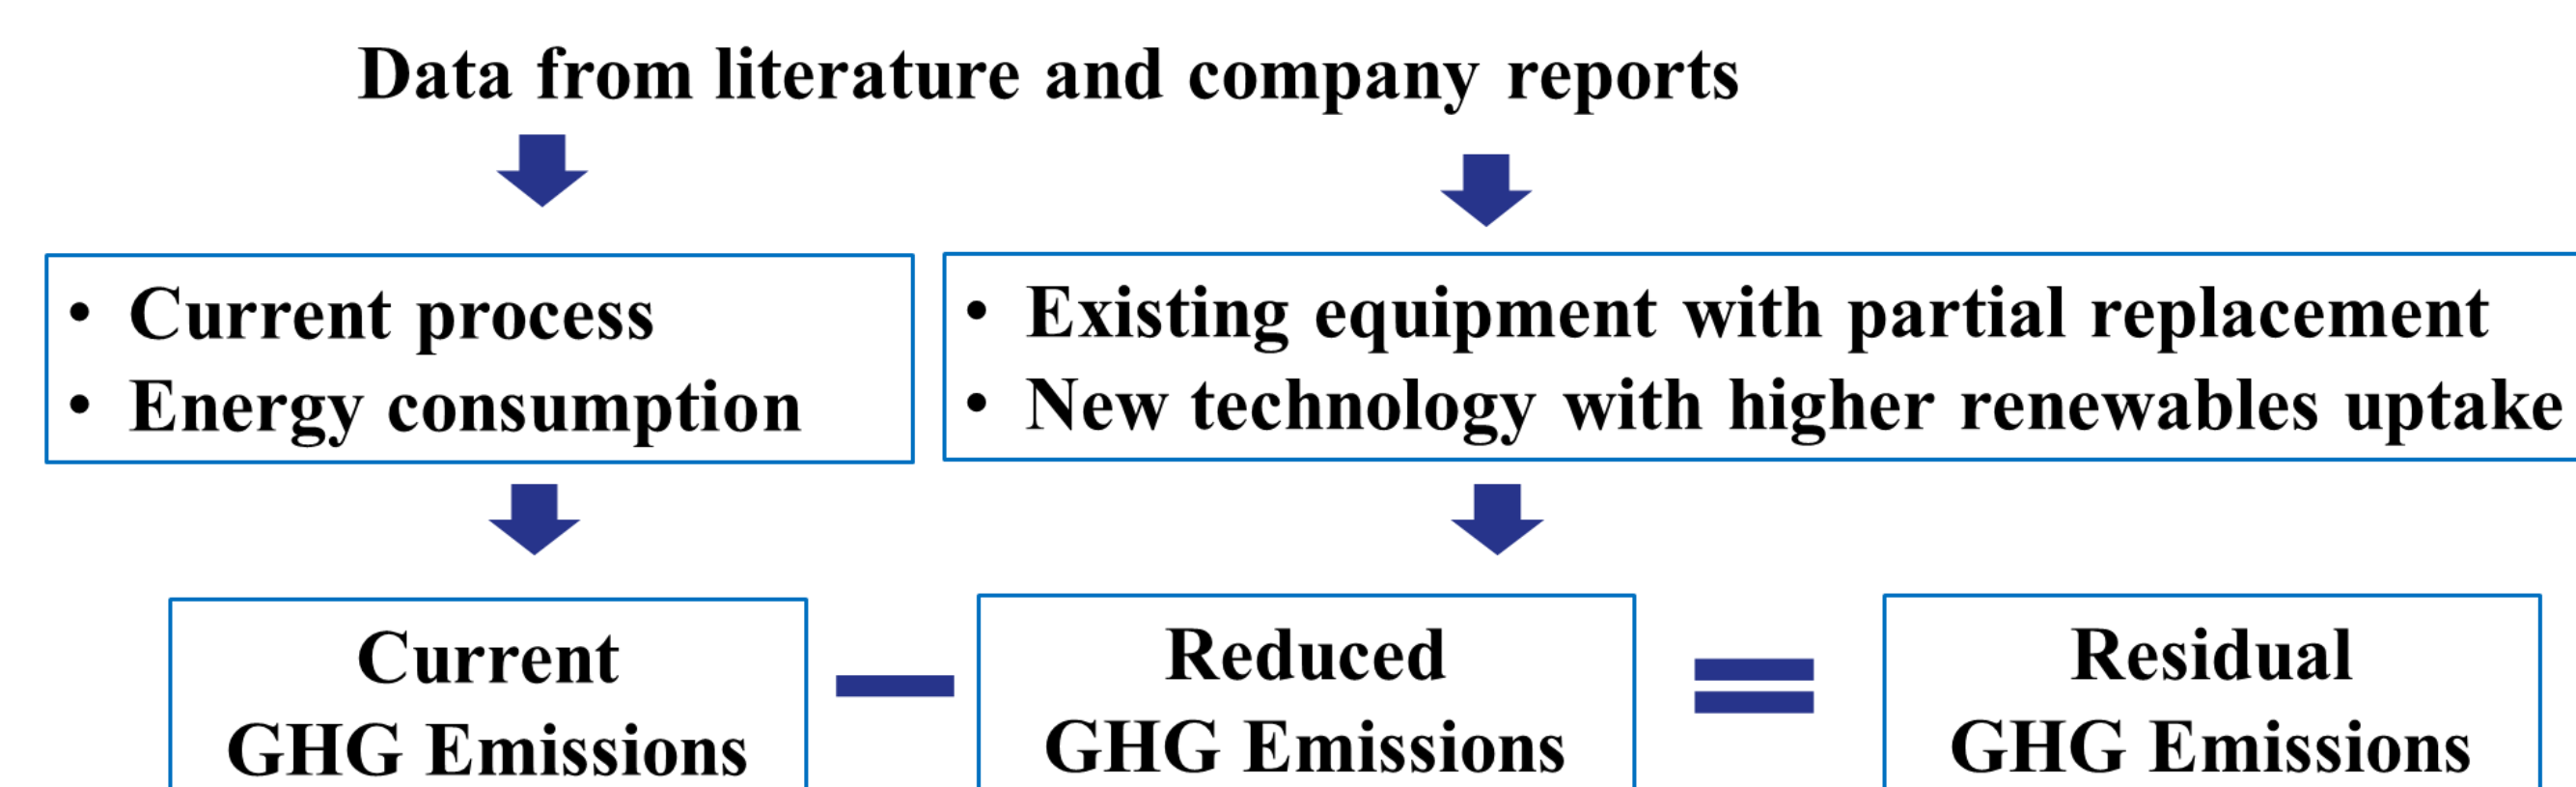 Data from literature and company reports
• Current process
• Energy consumption
• Existing equipment with partial replacement
• New technology with higher renewables uptake
Current
GHG Emissions
Reduced
GHG Emissions
Residual
GHG Emissions